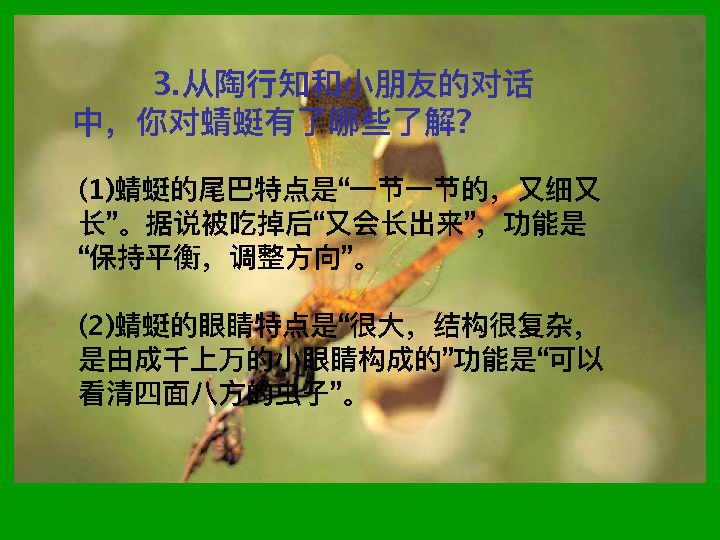 3.从陶行知和小朋友的对话
中，你对蜻蜓有了哪些了解?
(1)蜻蜓的尾巴特点是“一节一节的，又细又
长”。据说被吃掉后“又会长出来”，功能是
“保持平衡，调整方向”。
(2)蜻蜓的眼睛特点是“很大，结构很复杂，
是由成千上万的小眼睛构成的”功能是“可以
看清四面八方的虫子”。